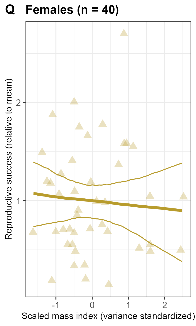 Q Females (n = 40)
Reproductive success (relative to mean)
2
1
-1 0 1 2
Scaled mass index (variance standardized)